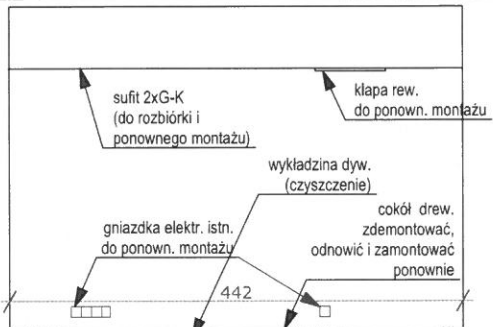 sufit 2xG-K
(do rozbiórki i
ponownego montażu)
kłapa rew.
do ponown. montażu
wykładzina dyw.
(czyszczenie)
cokół drew.
zdemontować,
odnowić i zamontować
ponownie
gniazdka elektr. istn.
do ponown. montażu
442